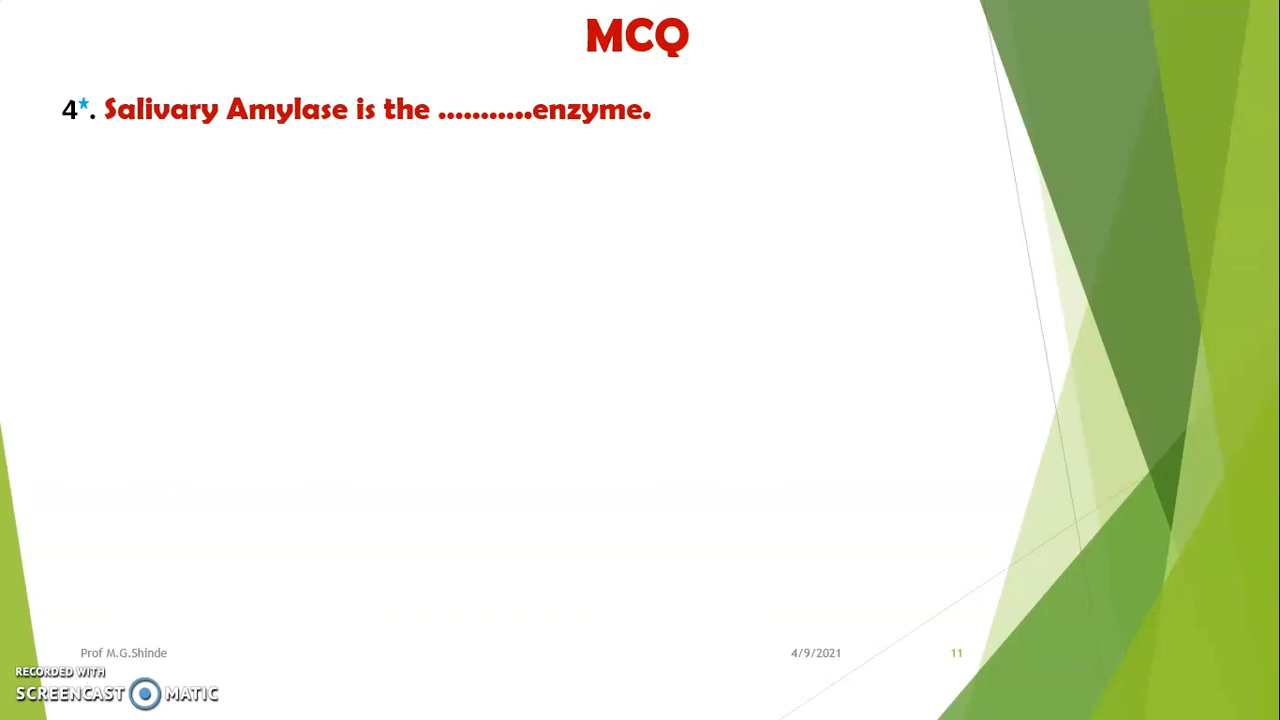 MCQ
4*. Salivary Amylase is the ...........enzyme.
Prof M.G.Shinde 4/9/2021 11
RECORDED WITH
SCREENCAST MATIC